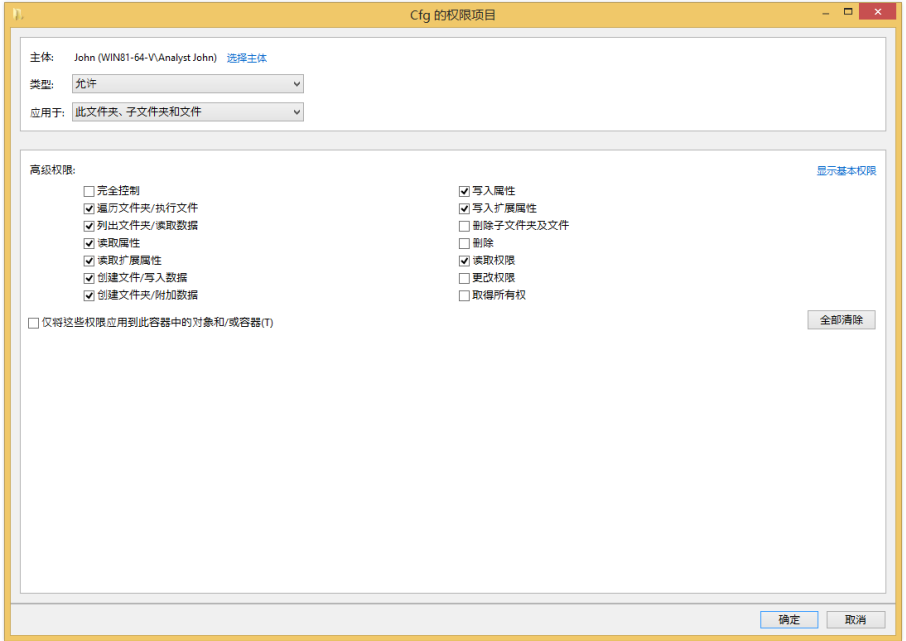 Cfg 的权限项目
主体: John (WIN81-64-V\Analyst John) 选择主体
类型: 允许
应用于: 此文件夹、子文件夹和文件
高级权限: 显示基本权限
完全控制 写入属性
遍历文件夹/执行文件 写入扩展属性
列出文件夹/读取数据 删除子文件夹及文件
读取属性 删除
读取扩展属性 读取权限
创建文件/写入数据 更改权限
创建文件夹/附加数据 取得所有权
仅将这些权限应用到此容器中的对象和/或容器(T) 全部清除
确定 取消